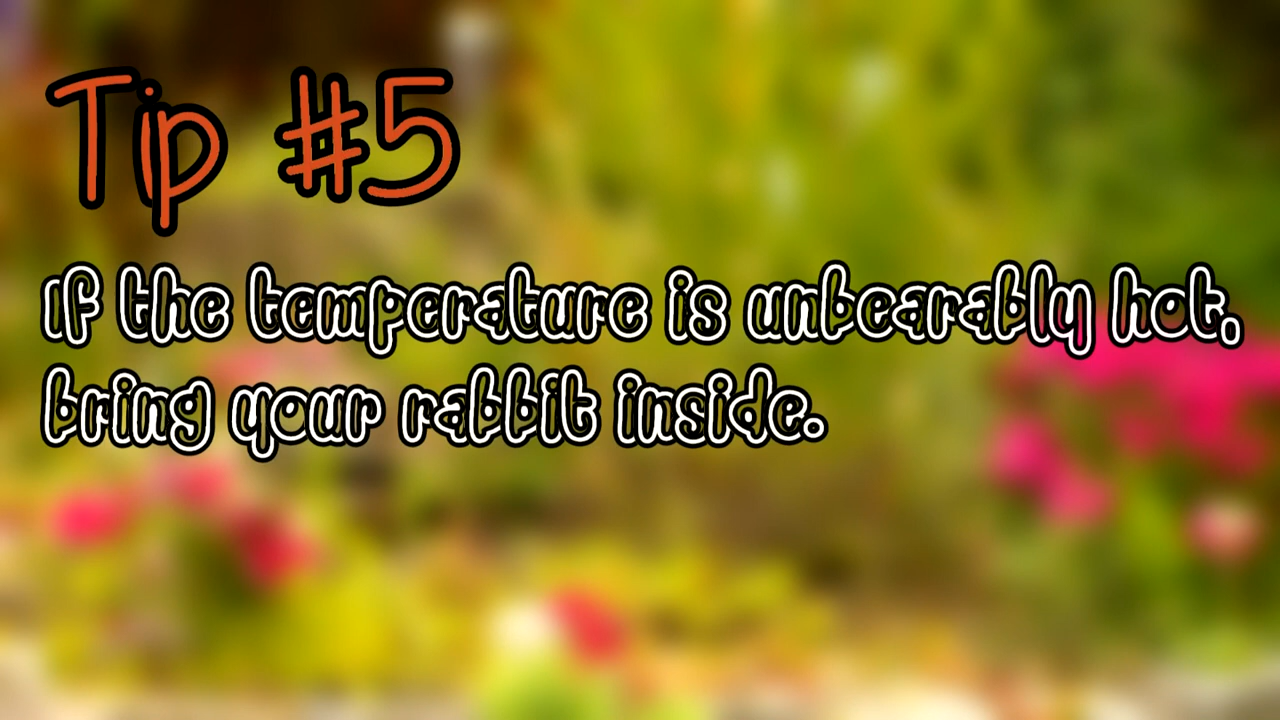 Tip #5
If the temperature is unbearably hot,
bring your rabbit inside.